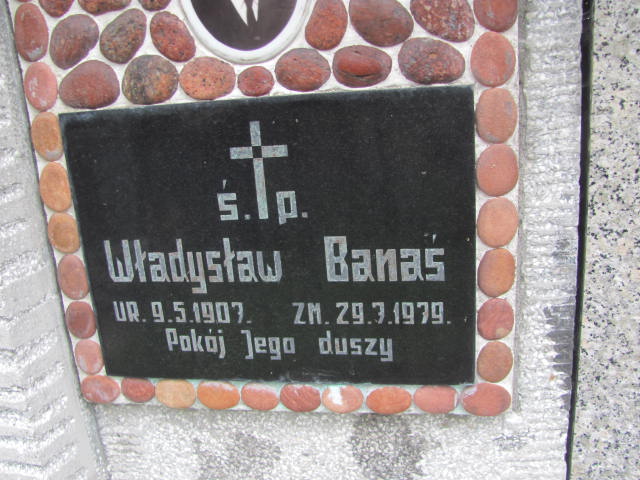 ś. p.
Władysław Banaś
UR. 9.5.1907. ZM. 29.7.1979.
Pokój Jego duszy